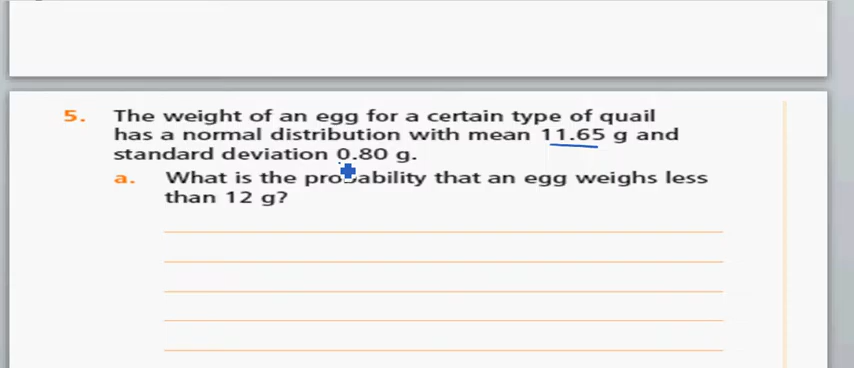 5. The weight of an egg for a certain type of quail
has a normal distribution with mean 11.65 g and
standard deviation 0.80 g.
a. What is the probability that an egg weighs less
than 12 g?